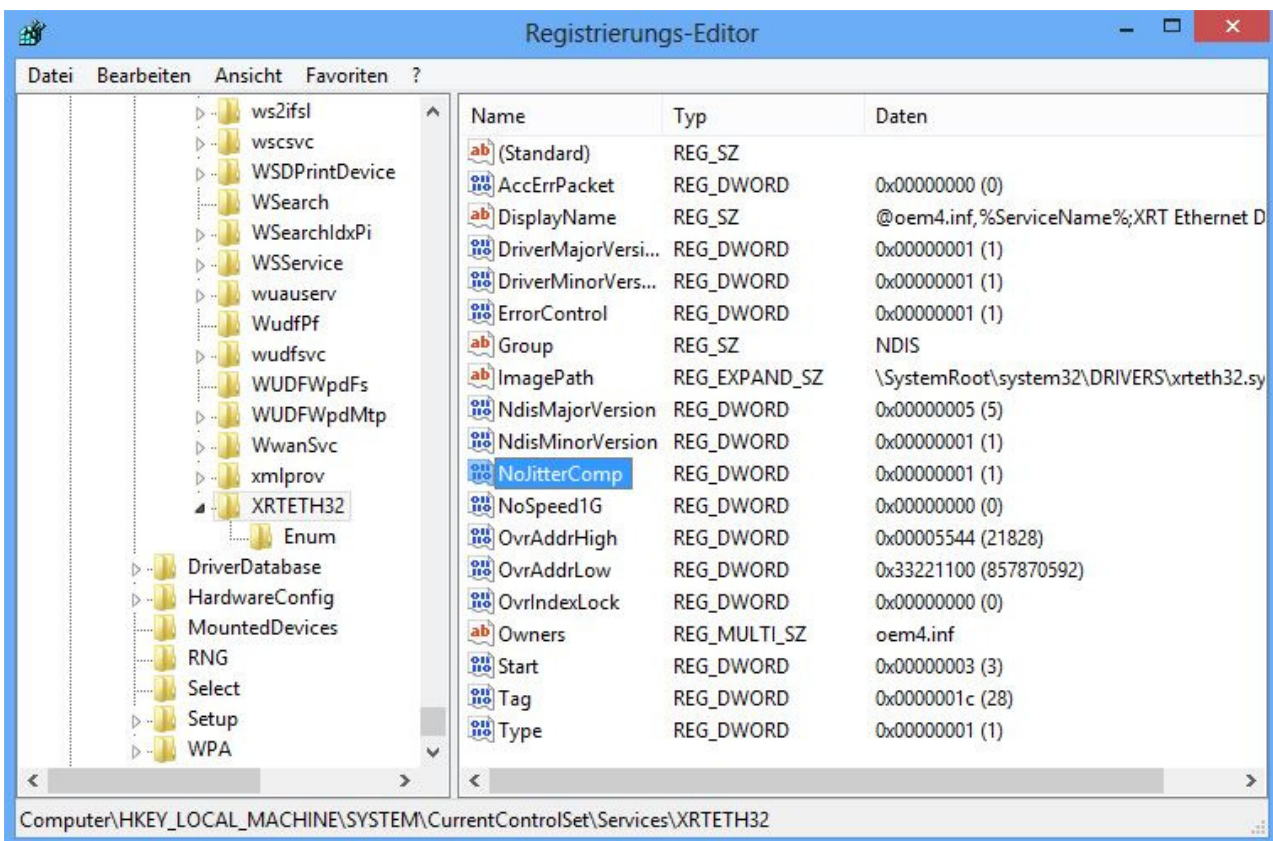 Registrierungs-Editor
Datei Bearbeiten Ansicht Favoriten ?
ws2ifsl
wscsvc
WSDPrintDevice
WSearch
WSearchIdxPi
WSService
wuauserv
WudfPf
wudfsvc
WUDFWpdFs
WUDFWpdMtp
WwanSvc
xmlprov
XRTETH32
Enum
DriverDatabase
HardwareConfig
MountedDevices
RNG
Select
Setup
WPA
Name Typ Daten
(Standard) REG_SZ
AccErrPacket REG_DWORD 0x00000000 (0)
DisplayName REG_SZ @oem4.inf,%ServiceName%;XRT Ethernet D
DriverMajorVersi... REG_DWORD 0x00000001 (1)
DriverMinorVers... REG_DWORD 0x00000001 (1)
ErrorControl REG_DWORD 0x00000001 (1)
Group REG_SZ NDIS
ImagePath REG_EXPAND_SZ \SystemRoot\system32\DRIVERS\xrteth32.sy
NdisMajorVersion REG_DWORD 0x00000005 (5)
NdisMinorVersion REG_DWORD 0x00000001 (1)
NoJitterComp REG_DWORD 0x00000001 (1)
NoSpeed1G REG_DWORD 0x00000000 (0)
OvrAddrHigh REG_DWORD 0x00005544 (21828)
OvrAddrLow REG_DWORD 0x33221100 (857870592)
OvrIndexLock REG_DWORD 0x00000000 (0)
Owners REG_MULTI_SZ oem4.inf
Start REG_DWORD 0x00000003 (3)
Tag REG_DWORD 0x0000001c (28)
Type REG_DWORD 0x00000001 (1)
Computer\HKEY_LOCAL_MACHINE\SYSTEM\CurrentControlSet\Services\XRTETH32